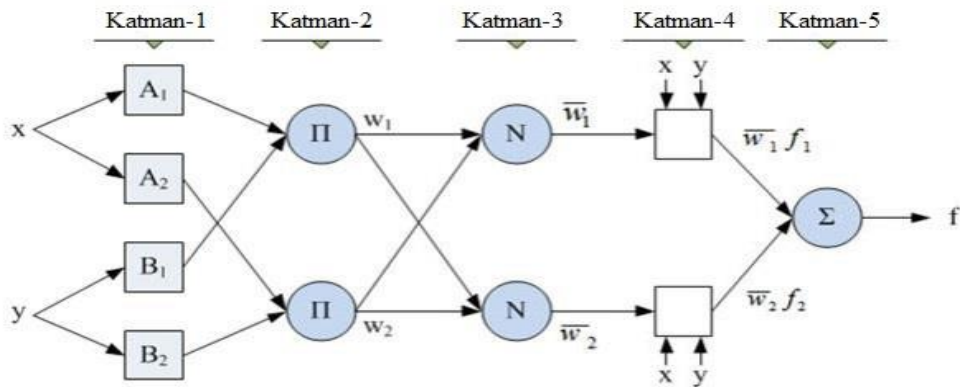 Katman-1 Katman-2 Katman-3 Katman-4 Katman-5
x y
A₁
w₁ w̅₁
x Π N
w̅₁ f₁
A₂
Σ f
B₁
w̅₂ f₂
y Π N
w₂ w̅₂
B₂
x y